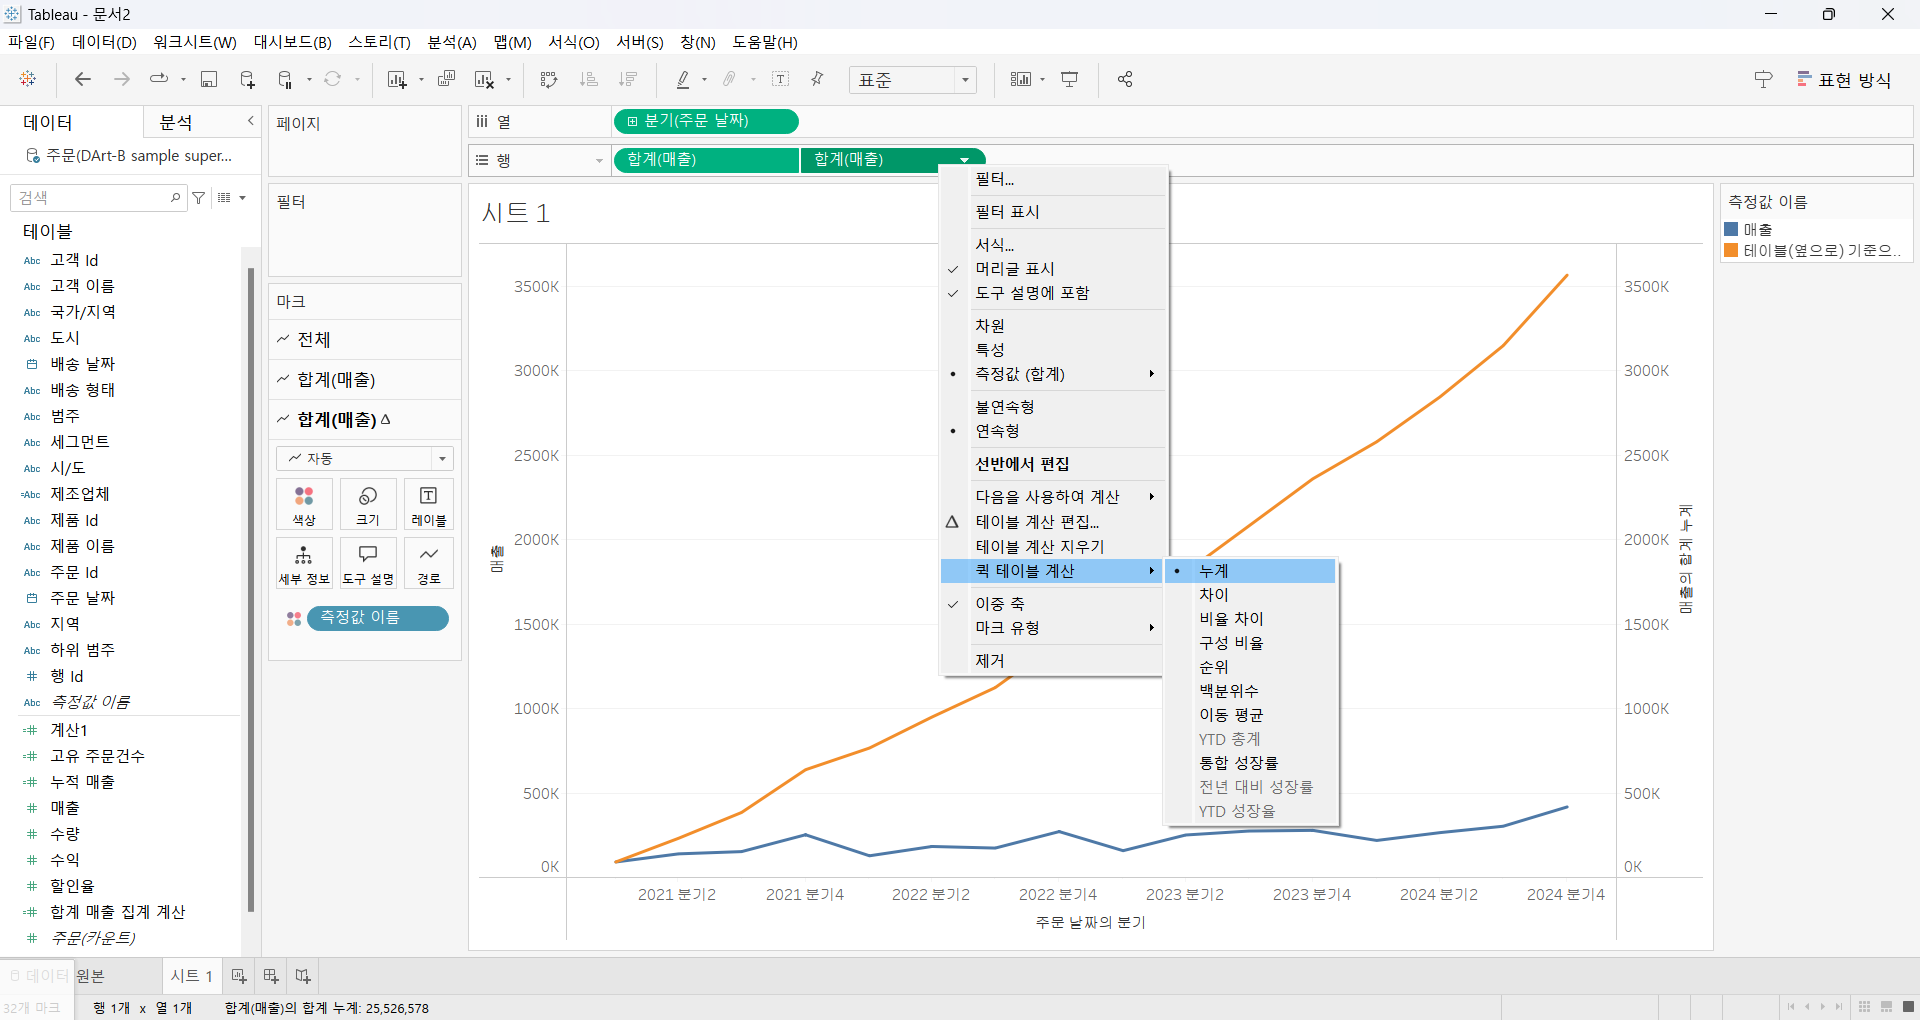 Tableau - 문서2
파일(F) 데이터(D) 워크시트(W) 대시보드(B) 스토리(T) 분석(A) 맵(M) 서식(O) 서버(S) 창(N) 도움말(H)
표준
표현 방식
데이터 분석
주문(DArt-B sample super...
검색
테이블
Abc 고객 Id
Abc 고객 이름
Abc 국가/지역
Abc 도시
배송 날짜
Abc 배송 형태
Abc 범주
Abc 세그먼트
Abc 시/도
=Abc 제조업체
Abc 제품 Id
Abc 제품 이름
Abc 주문 Id
주문 날짜
Abc 지역
Abc 하위 범주
# 행 Id
Abc 측정값 이름
=# 계산1
=# 고유 주문건수
=# 누적 매출
# 매출
# 수량
# 수익
# 할인율
=# 합계 매출 집계 계산
# 주문(카운트)
페이지
필터
마크
전체
합계(매출)
합계(매출) Δ
자동
색상 크기 레이블
세부 정보 도구 설명 경로
측정값 이름
열 분기(주문 날짜)
행 합계(매출) 합계(매출)
시트 1
3500K
3000K
2500K
2000K
1500K
1000K
500K
0K
매출
3500K
3000K
2500K
2000K
1500K
1000K
500K
0K
매출의 합계 누계
2021 분기2 2021 분기4 2022 분기2 2022 분기4 2023 분기2 2023 분기4 2024 분기2 2024 분기4
주문 날짜의 분기
필터...
필터 표시
서식...
머리글 표시
도구 설명에 포함
차원
특성
측정값 (합계)
불연속형
연속형
선반에서 편집
다음을 사용하여 계산
Δ 테이블 계산 편집...
테이블 계산 지우기
퀵 테이블 계산
이중 축
마크 유형
제거
누계
차이
비율 차이
구성 비율
순위
백분위수
이동 평균
YTD 총계
통합 성장률
전년 대비 성장률
YTD 성장율
측정값 이름
매출
테이블(옆으로) 기준으..
데이터 원본 시트 1
32개 마크 행 1개 x 열 1개 합계(매출)의 합계 누계: 25,526,578